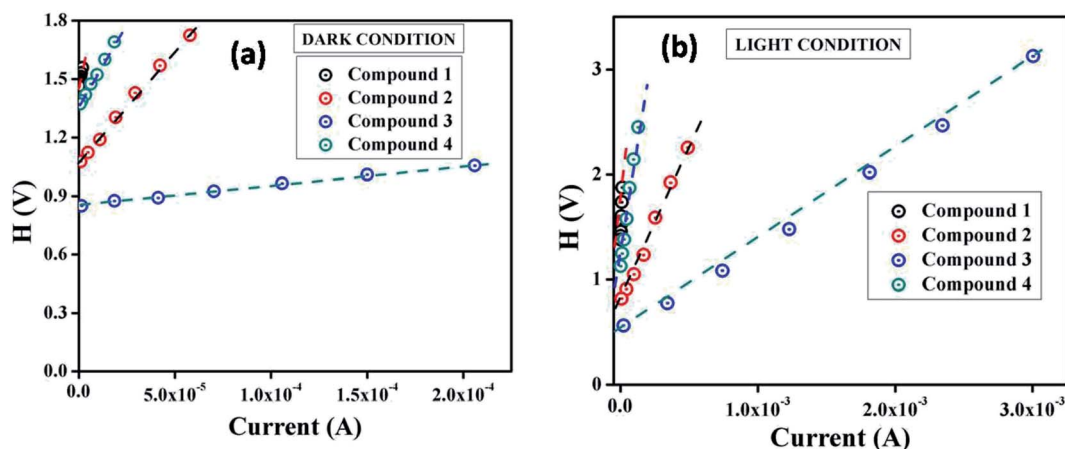 (a)
DARK CONDITION
Compound 1
Compound 2
Compound 3
Compound 4
H (V)
1.8
1.5
1.2
0.9
0.6
0.3
0.0
0.0
5.0x10⁻⁵
1.0x10⁻⁴
1.5x10⁻⁴
2.0x10⁻⁴
Current (A)
(b)
LIGHT CONDITION
Compound 1
Compound 2
Compound 3
Compound 4
H (V)
3
2
1
0
0.0
1.0x10⁻³
2.0x10⁻³
3.0x10⁻³
Current (A)